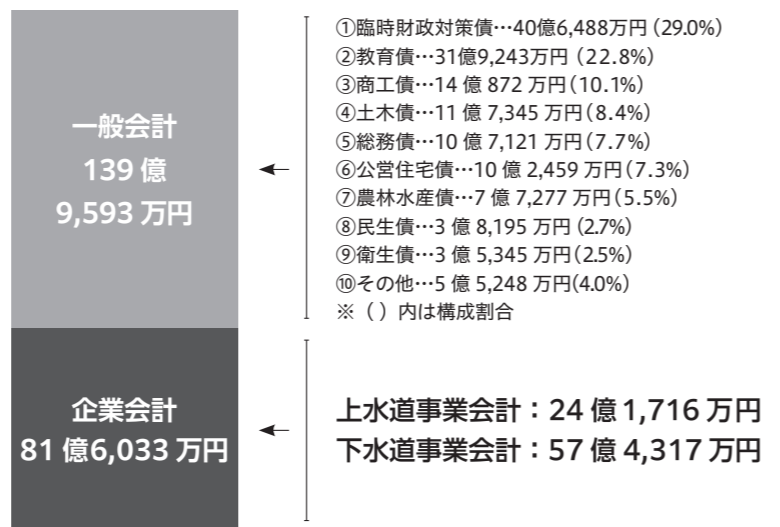 一般会計
139 億
9,593 万円
①臨時財政対策債…40億6,488万円（29.0%）
②教育債…31億9,243万円（22.8%）
③商工債…14 億 872 万円（10.1%）
④土木債…11 億 7,345 万円（8.4%）
⑤総務債…10 億 7,121 万円（7.7%）
⑥公営住宅債…10 億 2,459 万円（7.3%）
⑦農林水産債…7 億 7,277 万円（5.5%）
⑧民生債…3 億 8,195 万円（2.7%）
⑨衛生債…3 億 5,345 万円（2.5%）
⑩その他…5 億 5,248 万円(4.0%)
※（ ）内は構成割合
企業会計
81 億6,033 万円
上水道事業会計：24 億 1,716 万円
下水道事業会計：57 億 4,317 万円